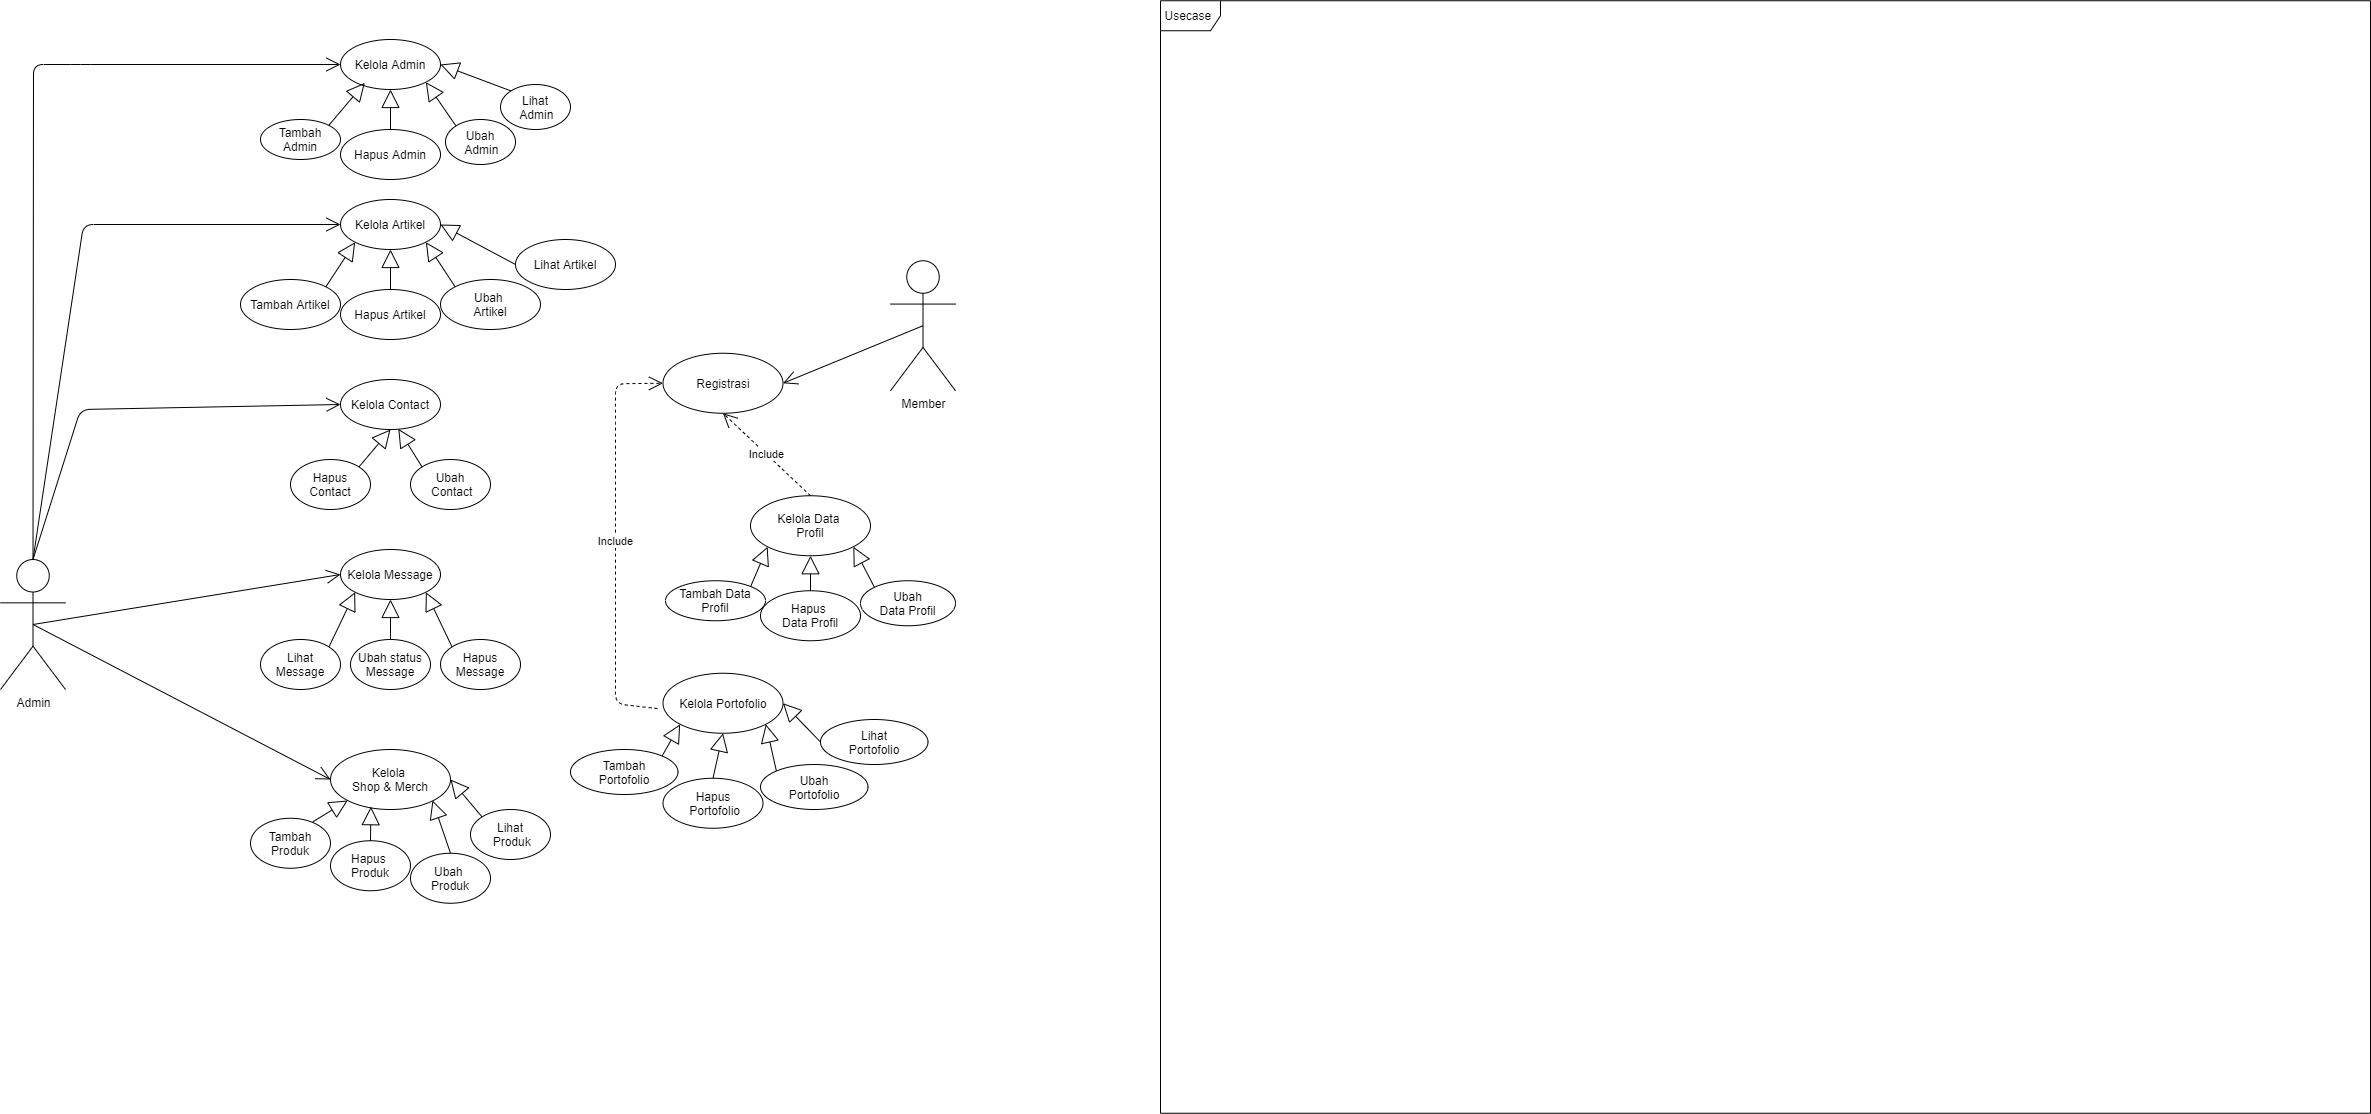 Usecase
Kelola Admin
Lihat
Admin
Tambah
Admin
Hapus Admin
Ubah
Admin
Kelola Artikel
Lihat Artikel
Tambah Artikel
Hapus Artikel
Ubah
Artikel
Kelola Contact
Hapus
Contact
Ubah
Contact
Kelola Message
Lihat
Message
Ubah status
Message
Hapus
Message
Admin
Kelola
Shop & Merch
Tambah
Produk
Hapus
Produk
Ubah
Produk
Lihat
Produk
Member
Registrasi
Include
Include
Kelola Data
Profil
Tambah Data
Profil
Hapus
Data Profil
Ubah
Data Profil
Kelola Portofolio
Lihat
Portofolio
Tambah
Portofolio
Hapus
Portofolio
Ubah
Portofolio